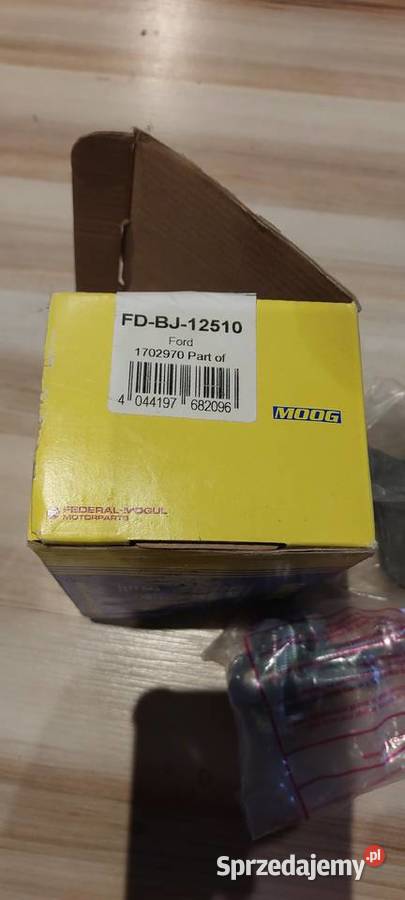 FD-BJ-12510
Ford
1702970 Part of
4 044197 682096
MOOG
FEDERAL-MOGUL
MOTORPARTS
Sprzedajemy.pl